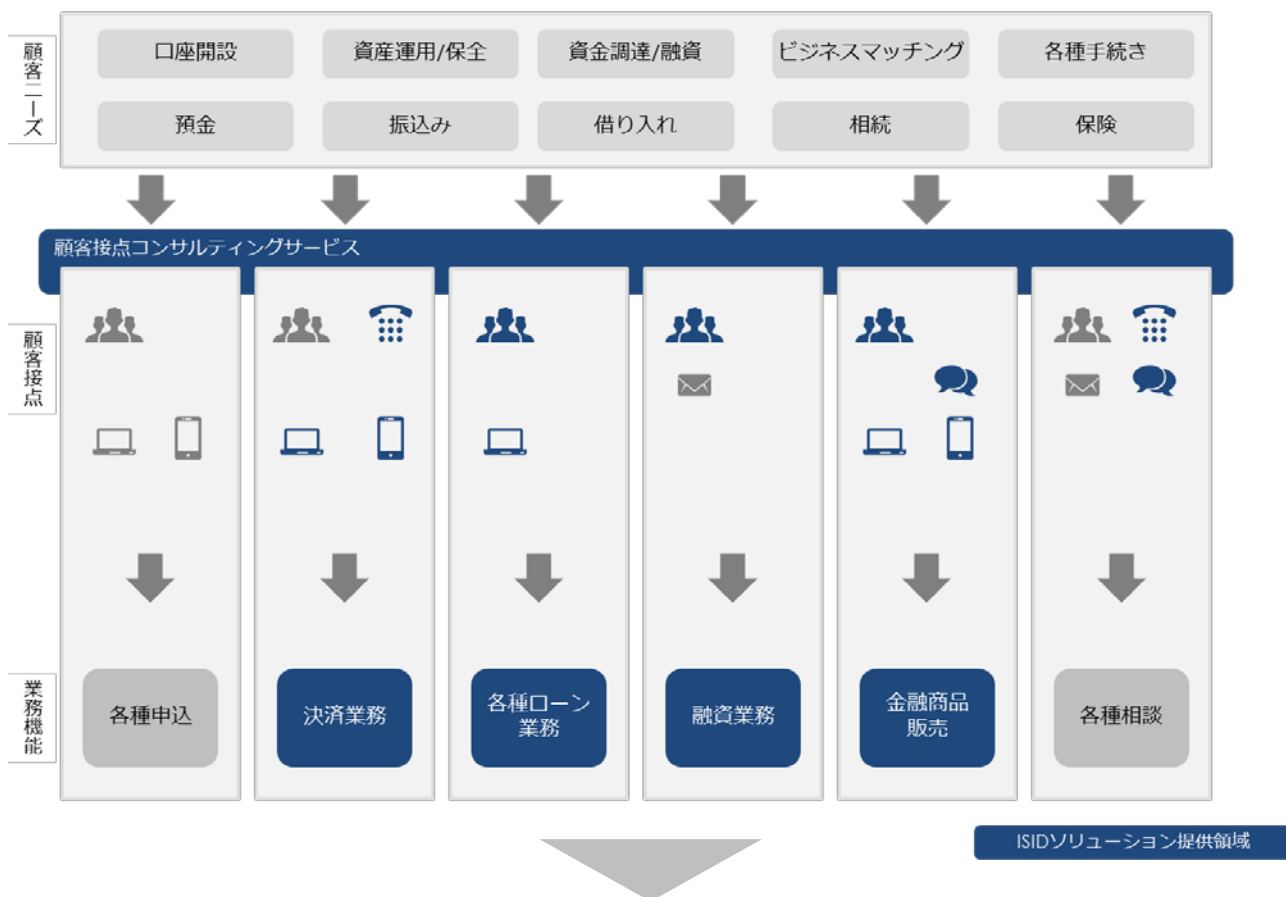 顧客ニーズ
口座開設
資産運用/保全
資金調達/融資
ビジネスマッチング
各種手続き
預金
振込み
借り入れ
相続
保険
顧客接点コンサルティングサービス
顧客接点
業務機能
各種申込
決済業務
各種ローン
業務
融資業務
金融商品
販売
各種相談
ISIDソリューション提供領域